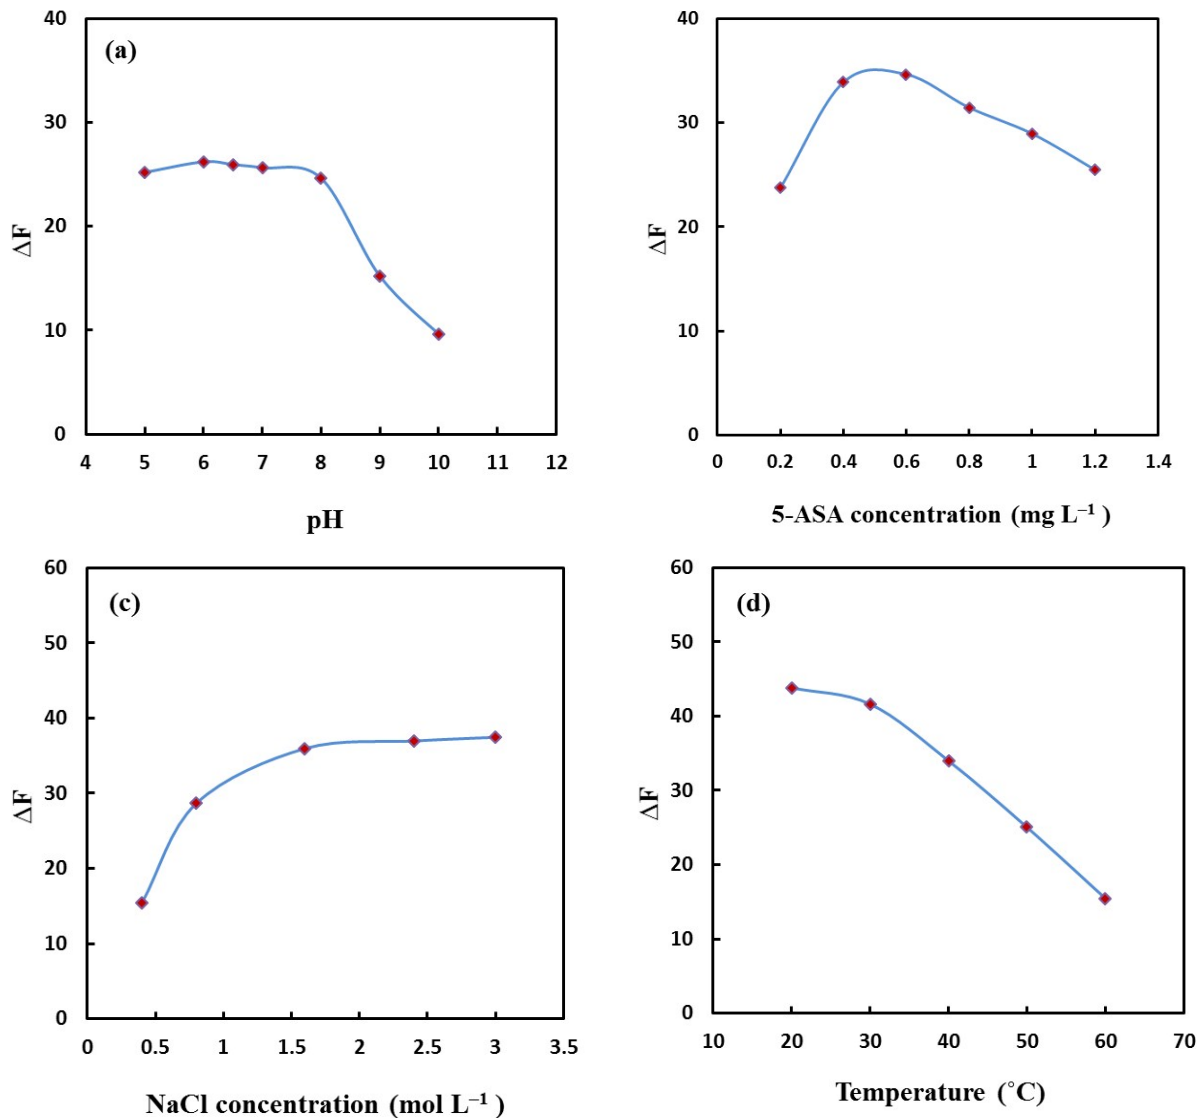 40
(a)
30
ΔF
20
10
0
4 5 6 7 8 9 10 11 12
pH
40
30
ΔF
20
10
0
0 0.2 0.4 0.6 0.8 1 1.2 1.4
5-ASA concentration (mg L⁻¹ )
60
(c)
50
40
30
ΔF
20
10
0
0 0.5 1 1.5 2 2.5 3 3.5
NaCl concentration (mol L⁻¹)
60
(d)
50
40
30
ΔF
20
10
0
10 20 30 40 50 60 70
Temperature (˚C)